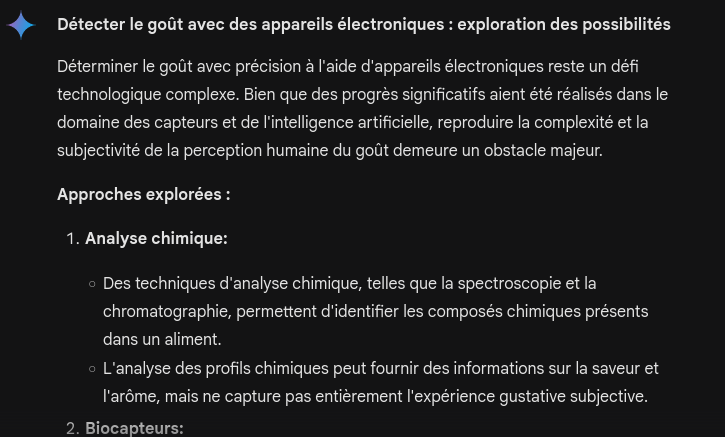 Détecter le goût avec des appareils électroniques : exploration des possibilités
Déterminer le goût avec précision à l'aide d'appareils électroniques reste un défi
technologique complexe. Bien que des progrès significatifs aient été réalisés dans le
domaine des capteurs et de l'intelligence artificielle, reproduire la complexité et la
subjectivité de la perception humaine du goût demeure un obstacle majeur.
Approches explorées :
1. Analyse chimique:
○ Des techniques d'analyse chimique, telles que la spectroscopie et la
chromatographie, permettent d'identifier les composés chimiques présents
dans un aliment.
○ L'analyse des profils chimiques peut fournir des informations sur la saveur et
l'arôme, mais ne capture pas entièrement l'expérience gustative subjective.
2. Biocapteurs: